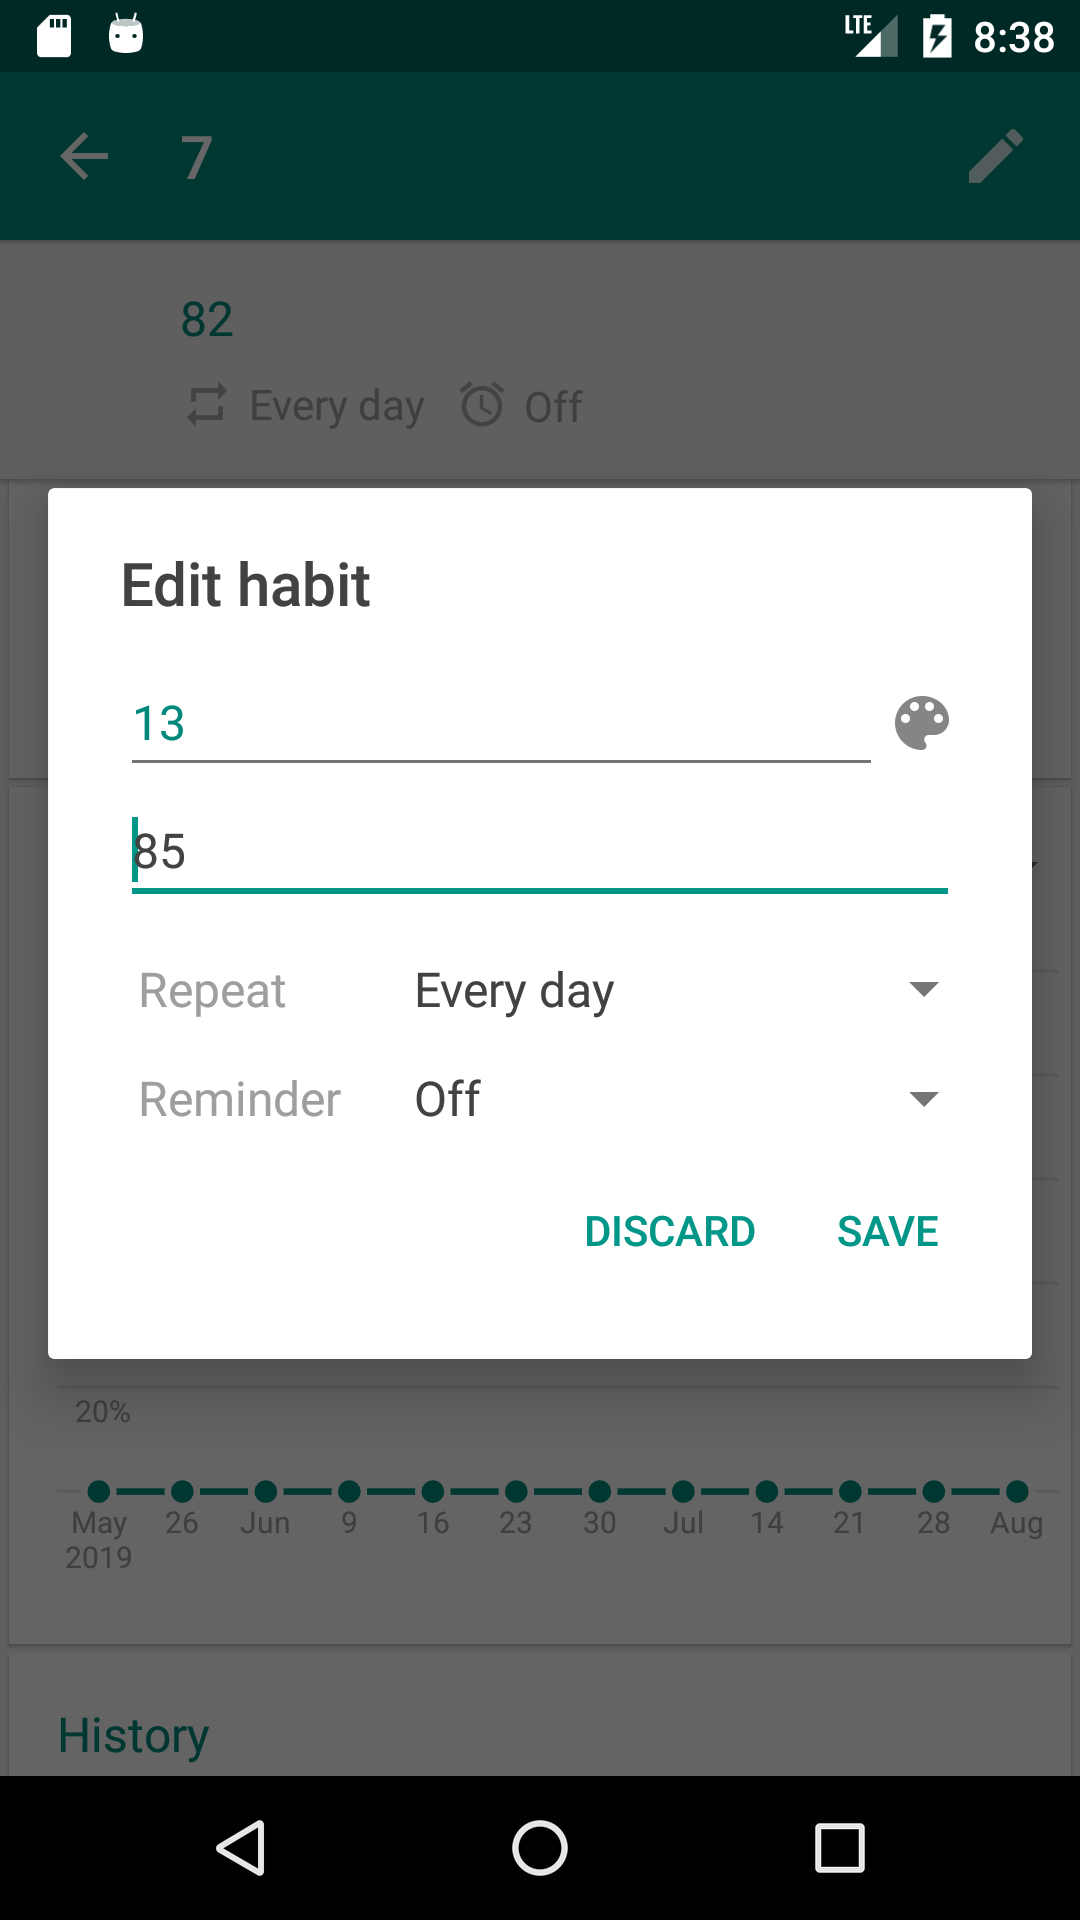 LTE 8:38
7
82
Every day Off
Edit habit
13
85
Repeat Every day
Reminder Off
DISCARD SAVE
20%
May 26 Jun 9 16 23 30 Jul 14 21 28 Aug
2019
History